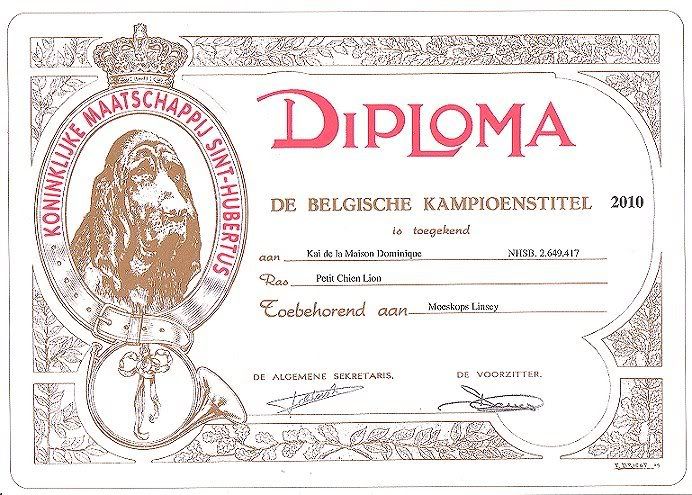 KONINKLIJKE MAATSCHAPPIJ SINT-HUBERTUS
DIPLOMA
DE BELGISCHE KAMPIOENSTITEL 2010
is toegekend
aan Kai de la Maison Dominique NHSB. 2.649.417
Ras Petit Chien Lion
Toebehorend aan Moeskops Linsey
DE ALGEMENE SEKRETARIS. DE VOORZITTER.